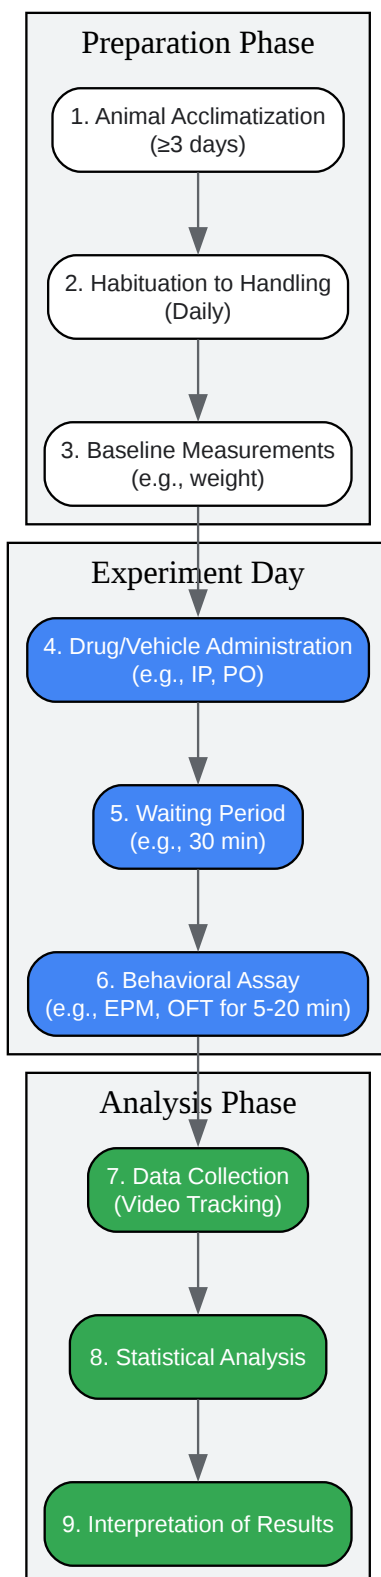 Preparation Phase
1. Animal Acclimatization
(≥3 days)
2. Habituation to Handling
(Daily)
3. Baseline Measurements
(e.g., weight)
Experiment Day
4. Drug/Vehicle Administration
(e.g., IP, PO)
5. Waiting Period
(e.g., 30 min)
6. Behavioral Assay
(e.g., EPM, OFT for 5-20 min)
Analysis Phase
7. Data Collection
(Video Tracking)
8. Statistical Analysis
9. Interpretation of Results